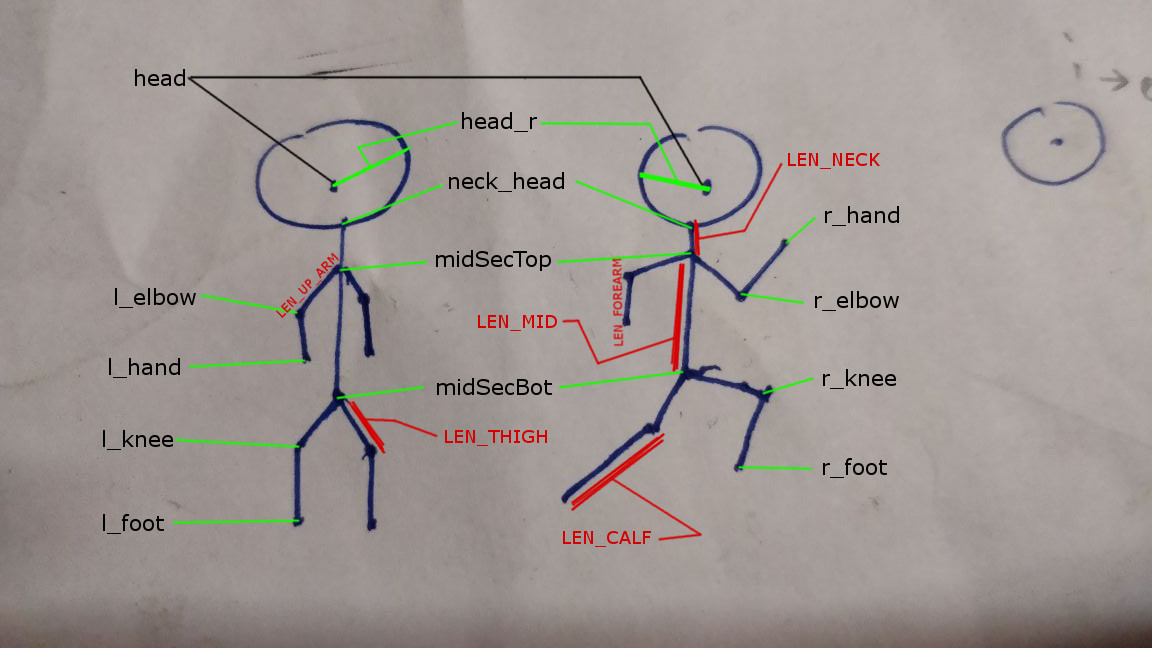 head
head_r
LEN_NECK
neck_head
r_hand
midSecTop
LEN_UP_ARM
l_elbow
LEN_FOREARM
r_elbow
LEN_MID
l_hand
r_knee
midSecBot
l_knee
LEN_THIGH
r_foot
l_foot
LEN_CALF